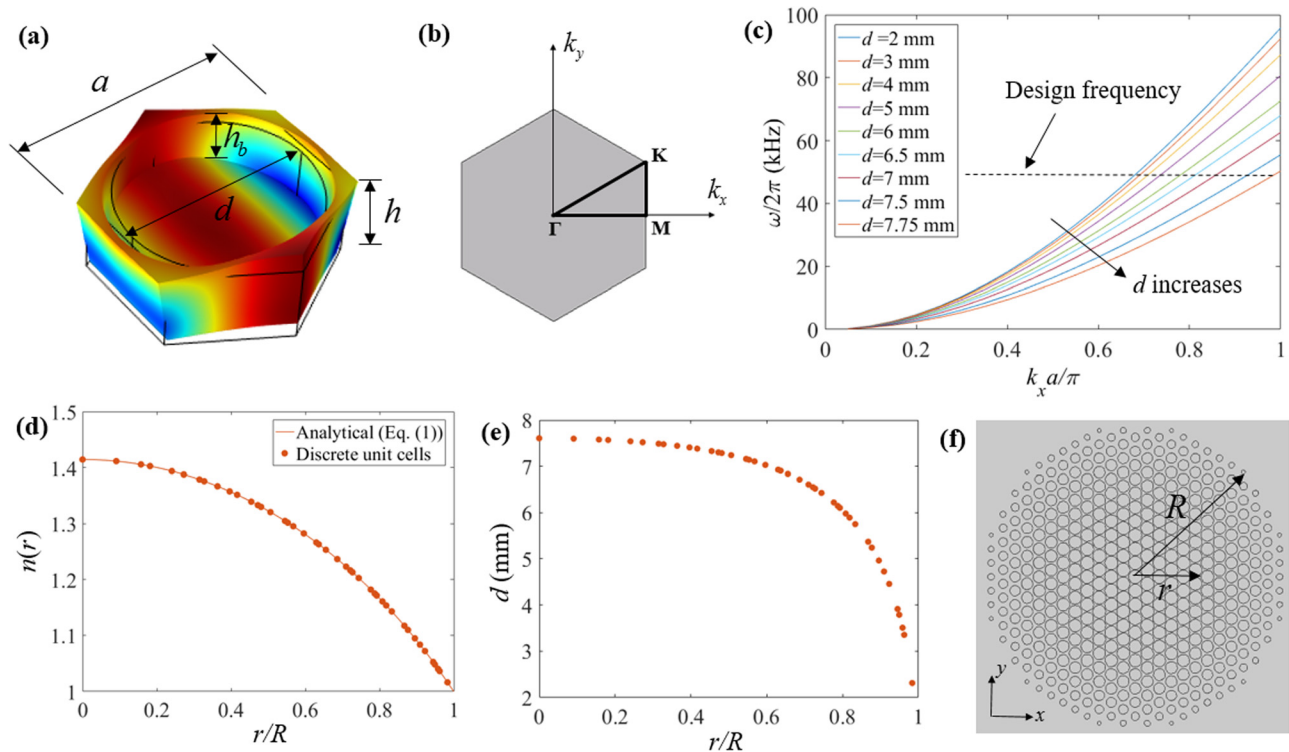 (a)
a
h_b
d
h
(b)
k_y
K
k_x
Γ
M
(c)
100
80
60
40
20
0
ω/2π (kHz)
d =2 mm
d=3 mm
d=4 mm
d=5 mm
d=6 mm
d=6.5 mm
d=7 mm
d=7.5 mm
d=7.75 mm
Design frequency
d increases
0 0.2 0.4 0.6 0.8 1
k_x a/π
(d)
1.5
1.4
1.3
1.2
1.1
1
n(r)
Analytical (Eq. (1))
Discrete unit cells
0 0.2 0.4 0.6 0.8 1
r/R
(e)
8
7
6
5
4
3
2
d (mm)
0 0.2 0.4 0.6 0.8 1
r/R
(f)
R
r
y
x